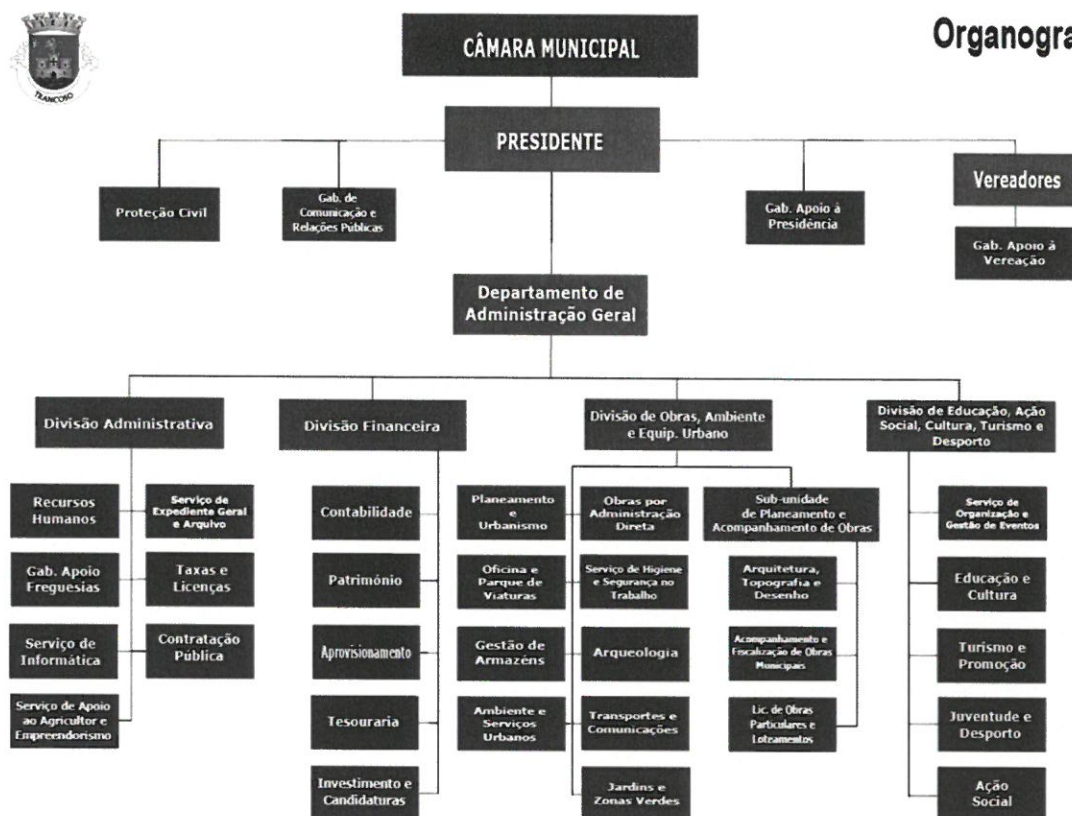 TRANCOSO
Organogra
CÂMARA MUNICIPAL
PRESIDENTE
Proteção Civil
Gab. de
Comunicação e
Relações Públicas
Gab. Apoio à
Presidência
Vereadores
Gab. Apoio à
Vereação
Departamento de
Administração Geral
Divisão Administrativa
Divisão Financeira
Divisão de Obras, Ambiente
e Equip. Urbano
Divisão de Educação, Ação
Social, Cultura, Turismo e
Desporto
Recursos
Humanos
Serviço de
Expediente Geral
e Arquivo
Gab. Apoio
Freguesias
Taxas e
Licenças
Serviço de
Informática
Contratação
Pública
Serviço de Apoio
ao Agricultor e
Empreendorismo
Contabilidade
Património
Aprovisionamento
Tesouraria
Investimento e
Candidaturas
Planeamento
e Urbanismo
Obras por
Administração
Direta
Oficina e
Parque de
Viaturas
Serviço de Higiene
e Segurança no
Trabalho
Gestão de
Armazéns
Arqueologia
Ambiente e
Serviços
Urbanos
Transportes e
Comunicações
Jardins e
Zonas Verdes
Sub-unidade
de Planeamento e
Acompanhamento de Obras
Arquitetura,
Topografia e
Desenho
Acompanhamento e
Fiscalização de Obras
Municipais
Lic. de Obras
Particulares e
Loteamentos
Serviço de
Organização e
Gestão de Eventos
Educação e
Cultura
Turismo e
Promoção
Juventude e
Desporto
Ação
Social